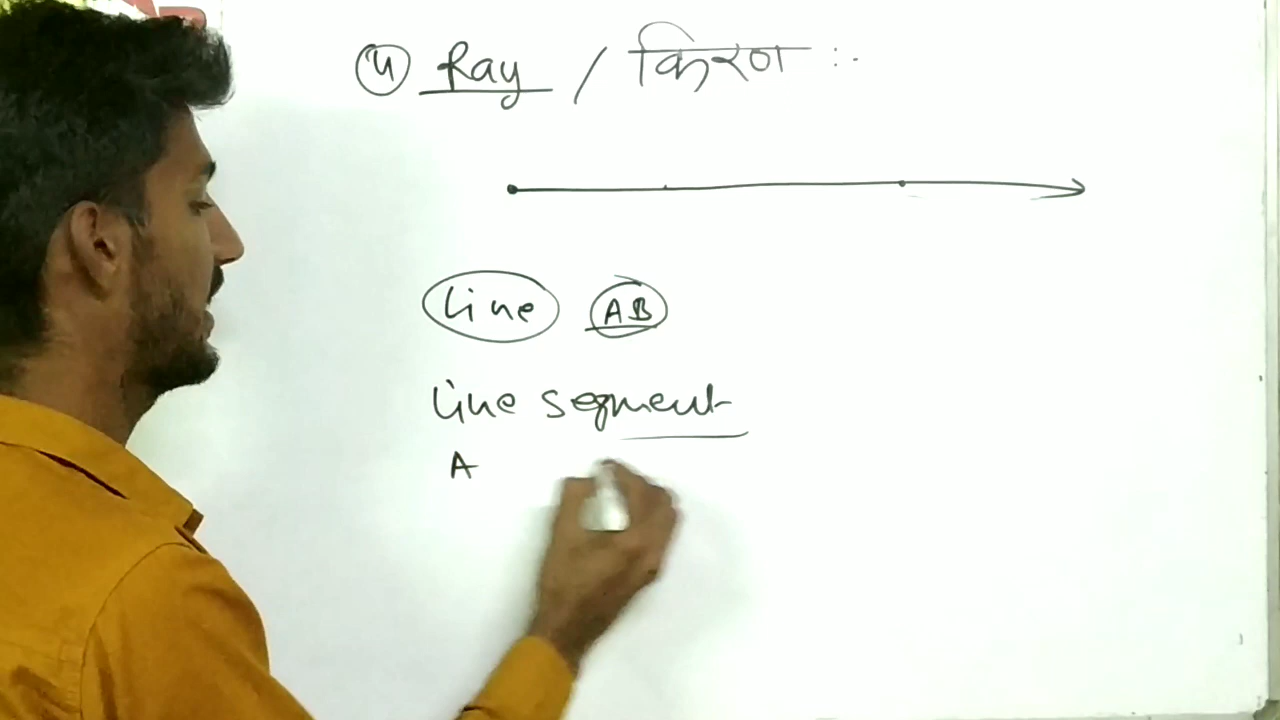 4 Ray / किरण :-
Line AB
Line segment
A